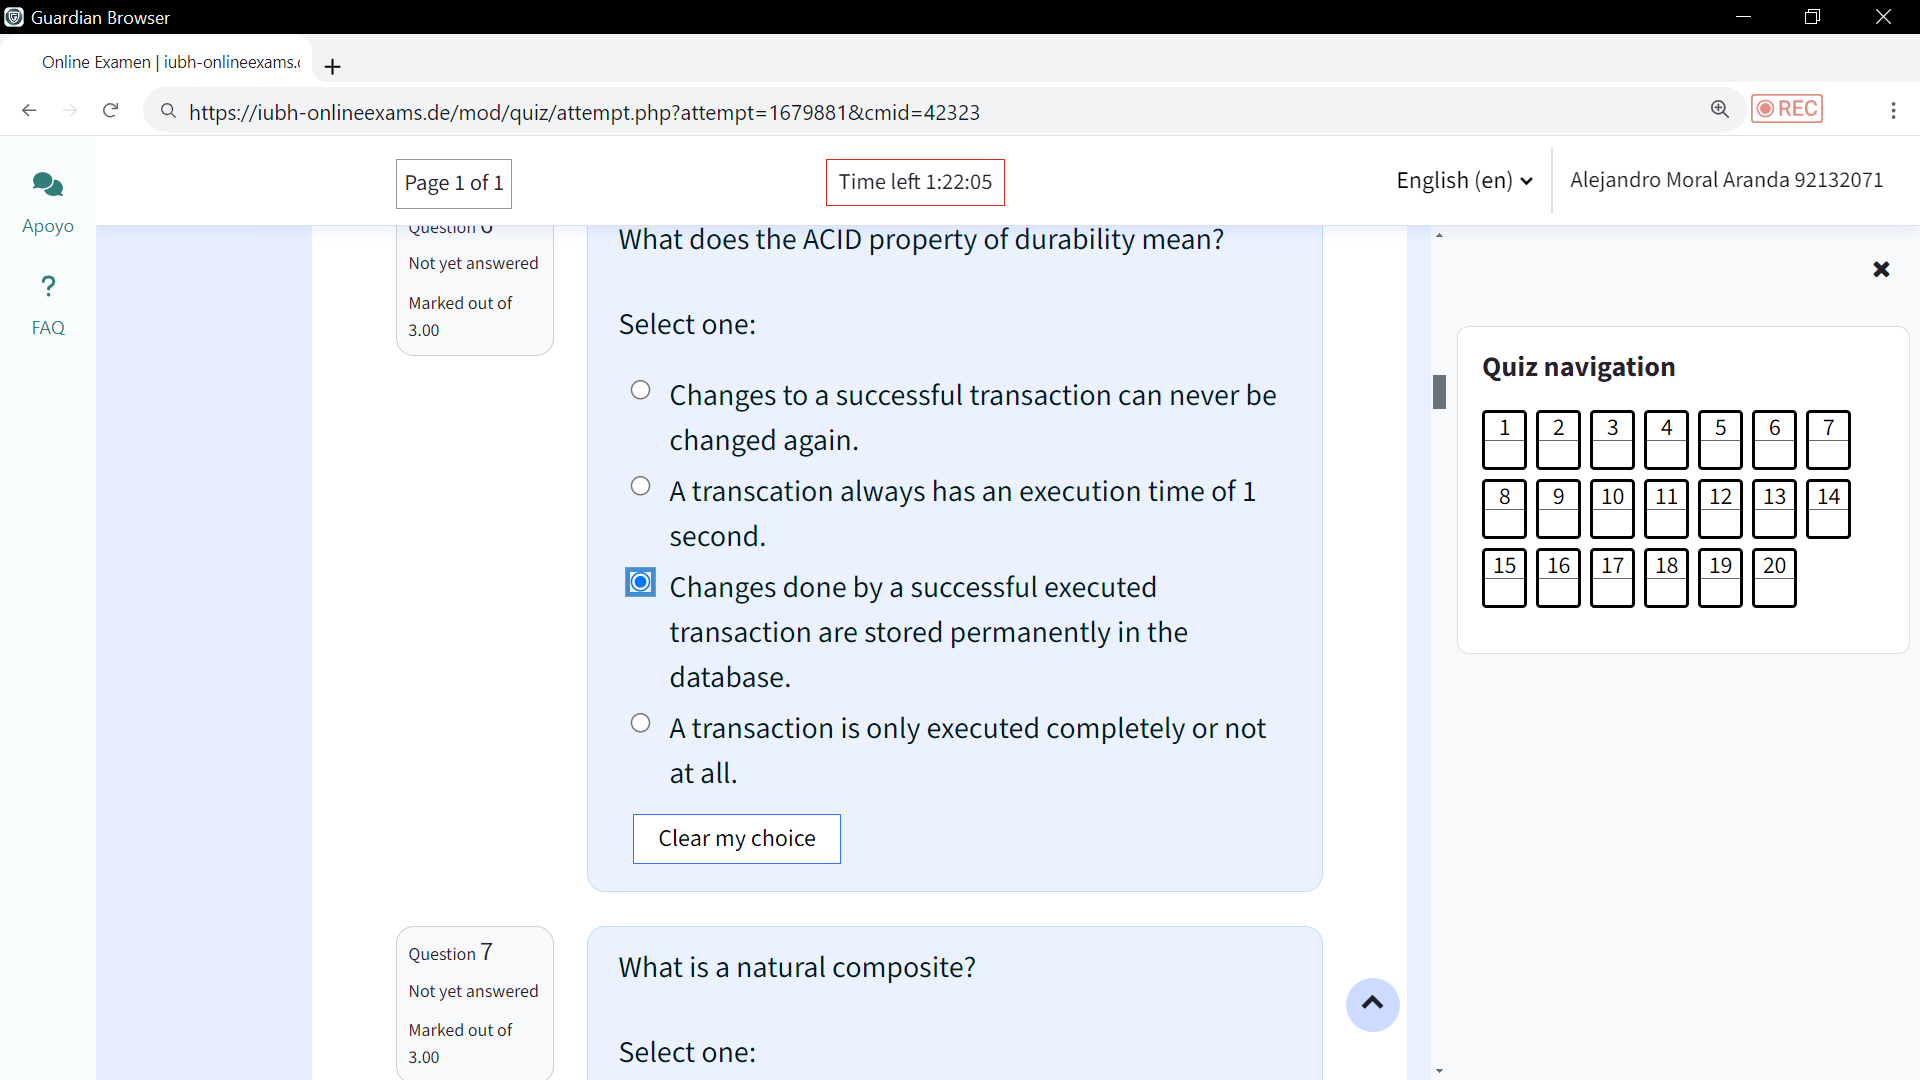 Guardian Browser
Online Examen | iubh-onlineexams.
https://iubh-onlineexams.de/mod/quiz/attempt.php?attempt=1679881&cmid=42323
REC
Page 1 of 1
Time left 1:22:05
English (en)
Alejandro Moral Aranda 92132071
Apoyo
?
FAQ
Question 6
Not yet answered
Marked out of
3.00
What does the ACID property of durability mean?
Select one:
Changes to a successful transaction can never be
changed again.
A transcation always has an execution time of 1
second.
Changes done by a successful executed
transaction are stored permanently in the
database.
A transaction is only executed completely or not
at all.
Clear my choice
Question 7
Not yet answered
Marked out of
3.00
What is a natural composite?
Select one:
Quiz navigation
1 2 3 4 5 6 7
8 9 10 11 12 13 14
15 16 17 18 19 20